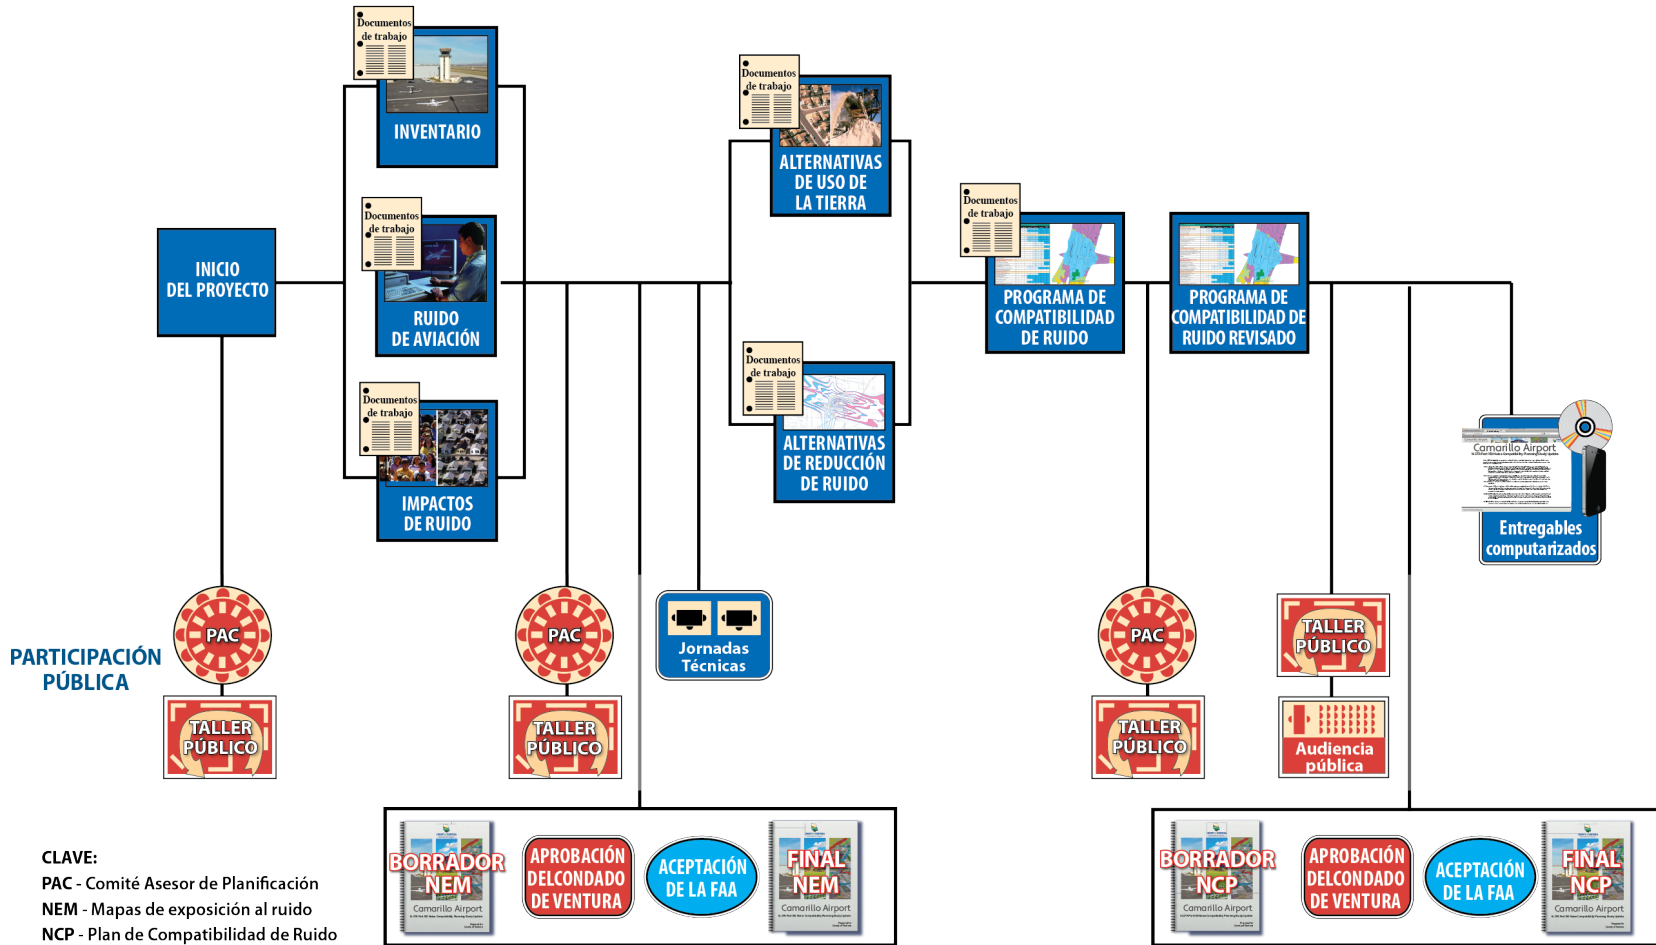 Documentos
de trabajo
INVENTARIO
Documentos
de trabajo
ALTERNATIVAS
DE USO DE
LA TIERRA
Documentos
de trabajo
RUIDO
DE AVIACIÓN
INICIO
DEL PROYECTO
Documentos
de trabajo
PROGRAMA DE
COMPATIBILIDAD
DE RUIDO
PROGRAMA DE
COMPATIBILIDAD DE
RUIDO REVISADO
Documentos
de trabajo
ALTERNATIVAS
DE REDUCCIÓN
DE RUIDO
Documentos
de trabajo
IMPACTOS
DE RUIDO
Camarillo Airport
Entregables
computarizados
PARTICIPACIÓN
PÚBLICA
PAC
TALLER
PÚBLICO
PAC
TALLER
PÚBLICO
Jornadas
Técnicas
PAC
TALLER
PÚBLICO
TALLER
PÚBLICO
Audiencia
pública
BORRADOR
NEM
Camarillo Airport
APROBACIÓN
DELCONDADO
DE VENTURA
ACEPTACIÓN
DE LA FAA
FINAL
NEM
Camarillo Airport
BORRADOR
NCP
Camarillo Airport
APROBACIÓN
DELCONDADO
DE VENTURA
ACEPTACIÓN
DE LA FAA
FINAL
NCP
Camarillo Airport
CLAVE:
PAC - Comité Asesor de Planificación
NEM - Mapas de exposición al ruido
NCP - Plan de Compatibilidad de Ruido